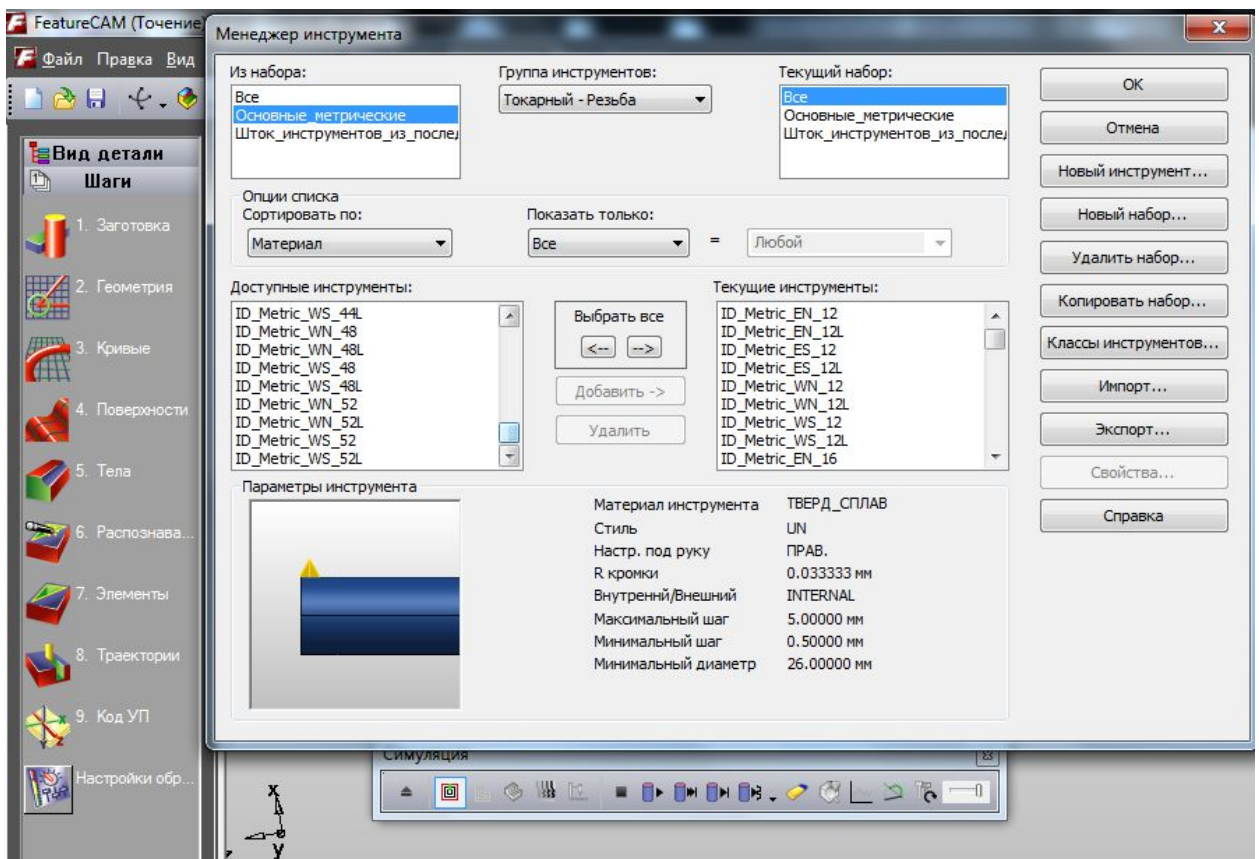 FeatureCAM (Точение
Файл Правка Вид
Вид детали
Шаги
1. Заготовка
2. Геометрия
3. Кривые
4. Поверхности
5. Тела
6. Распознава...
7. Элементы
8. Траектории
9. Код УП
Настройки обр...
Менеджер инструмента
Из набора:
Все
Основные_метрические
Шток_инструментов_из_послед
Группа инструментов:
Токарный - Резьба
Текущий набор:
Все
Основные_метрические
Шток_инструментов_из_послед
Опции списка
Сортировать по:
Материал
Показать только:
Все
=
Любой
Доступные инструменты:
ID_Metric_WS_44L
ID_Metric_WN_48
ID_Metric_WN_48L
ID_Metric_WS_48
ID_Metric_WS_48L
ID_Metric_WN_52
ID_Metric_WN_52L
ID_Metric_WS_52
ID_Metric_WS_52L
Выбрать все
<-- -->
Добавить ->
Удалить
Текущие инструменты:
ID_Metric_EN_12
ID_Metric_EN_12L
ID_Metric_ES_12
ID_Metric_ES_12L
ID_Metric_WN_12
ID_Metric_WN_12L
ID_Metric_WS_12
ID_Metric_WS_12L
ID_Metric_EN_16
Параметры инструмента
Материал инструмента ТВЕРД_СПЛАВ
Стиль UN
Настр. под руку ПРАВ.
R кромки 0.033333 мм
Внутреннй/Внешний INTERNAL
Максимальный шаг 5.00000 мм
Минимальный шаг 0.50000 мм
Минимальный диаметр 26.00000 мм
OK
Отмена
Новый инструмент...
Новый набор...
Удалить набор...
Копировать набор...
Классы инструментов...
Импорт...
Экспорт...
Свойства...
Справка
Симуляция
x
y
z